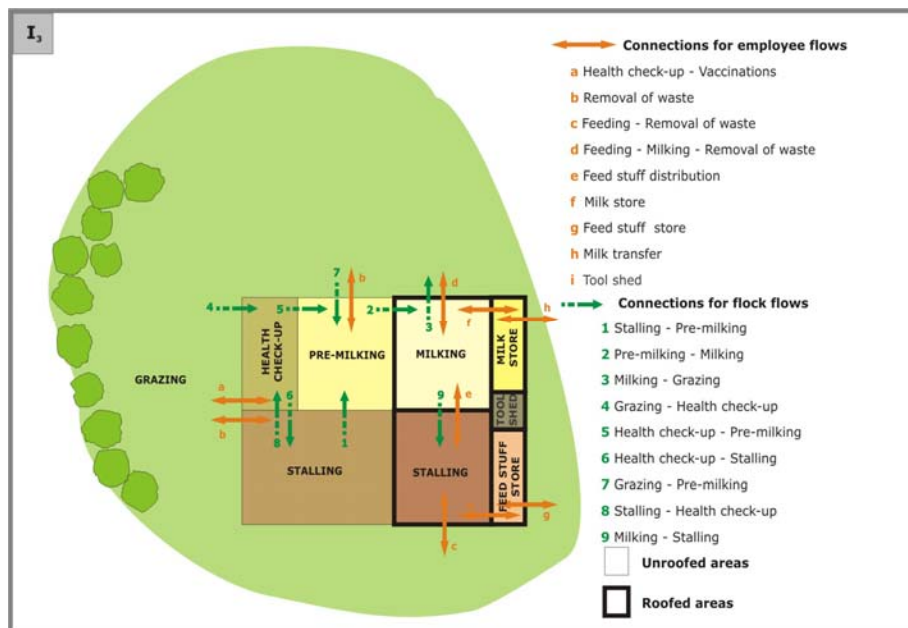 I3
Connections for employee flows
a Health check-up - Vaccinations
b Removal of waste
c Feeding - Removal of waste
d Feeding - Milking - Removal of waste
e Feed stuff distribution
f Milk store
g Feed stuff store
h Milk transfer
i Tool shed
Connections for flock flows
1 Stalling - Pre-milking
2 Pre-milking - Milking
3 Milking - Grazing
4 Grazing - Health check-up
5 Health check-up - Pre-milking
6 Health check-up - Stalling
7 Grazing - Pre-milking
8 Stalling - Health check-up
9 Milking - Stalling
Unroofed areas
Roofed areas
7
b
d
4
5
2
3
f
h
HEALTH
CHECK-UP
PRE-MILKING
MILKING
MILK
STORE
GRAZING
a
b
6
8
1
9
e
TOOL
SHED
STALLING
STALLING
FEED STUFF
STORE
g
c